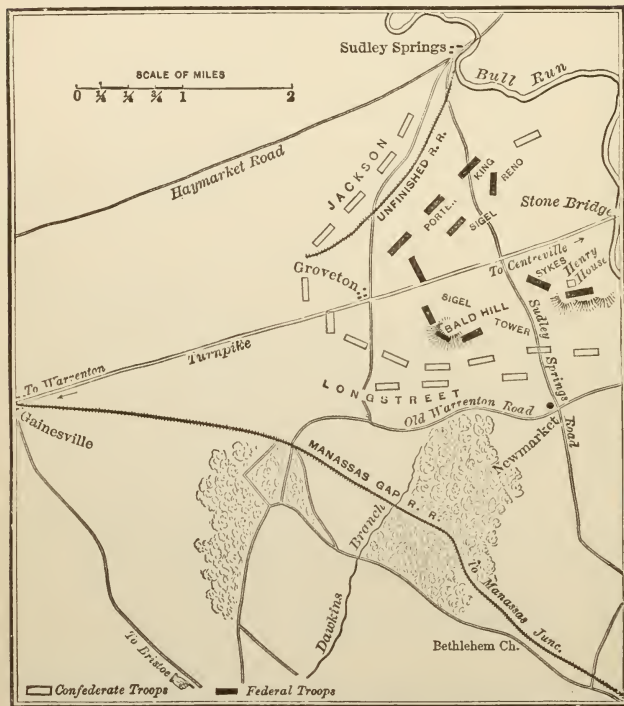 Sudley Springs
Bull Run
SCALE OF MILES
0 ¼ ½ ¾ 1 2
Haymarket Road
JACKSON
UNFINISHED R.R.
KING
RENO
PORTER
SIGEL
Stone Bridge
To Centreville
SYKES
Henry House
Groveton
SIGEL
BALD HILL
TOWER
Sudley Springs Road
To Warrenton
Turnpike
LONGSTREET
Old Warrenton Road
Gainesville
Newmarket
MANASSAS GAP R. R.
To Manassas Junc.
Dawkins Branch
Bethlehem Ch.
To Bristoe
Confederate Troops
Federal Troops